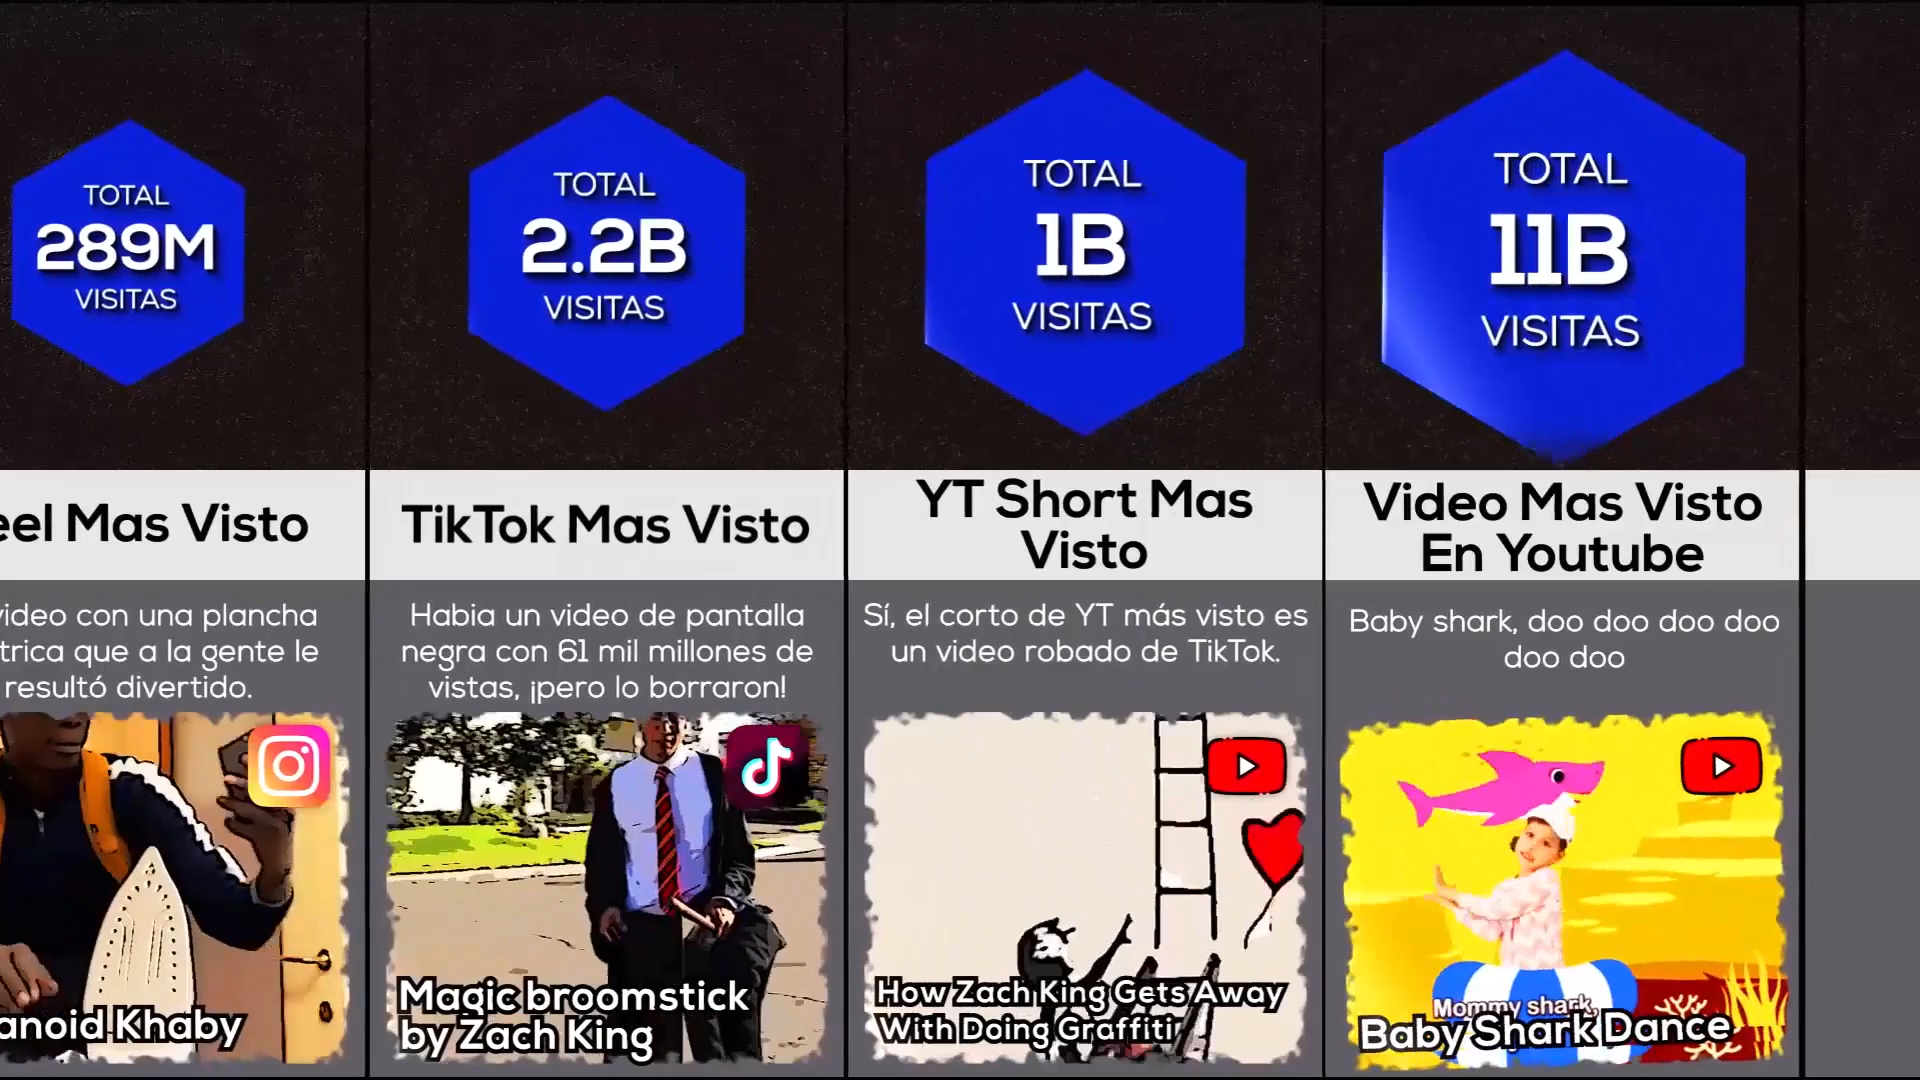 TOTAL
289M
VISITAS
eel Mas Visto
video con una plancha
trica que a la gente le
resultó divertido.
anoid Khaby
TOTAL
2.2B
VISITAS
TikTok Mas Visto
Habia un video de pantalla
negra con 61 mil millones de
vistas, ¡pero lo borraron!
Magic broomstick
by Zach King
TOTAL
1B
VISITAS
YT Short Mas
Visto
Sí, el corto de YT más visto es
un video robado de TikTok.
How Zach King Gets Away
With Doing Graffiti
TOTAL
11B
VISITAS
Video Mas Visto
En Youtube
Baby shark, doo doo doo doo
doo doo
Mommy shark,
Baby Shark Dance